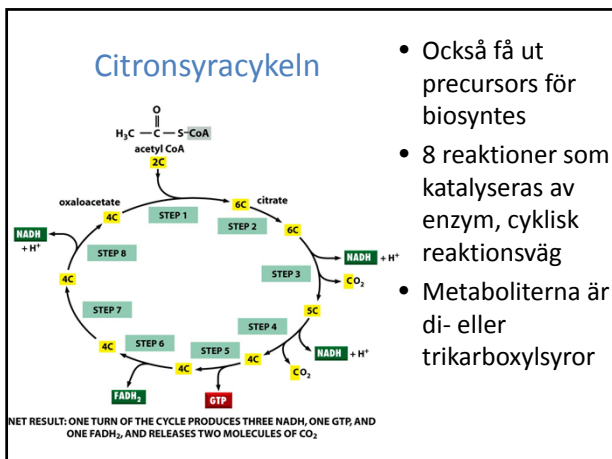 Citronsyracykeln
O
H₃C — C — S-CoA
acetyl CoA
2C
oxaloacetate
4C
STEP 1
6C
citrate
STEP 2
6C
NADH + H⁺
STEP 3
CO₂
5C
STEP 4
NADH + H⁺
CO₂
4C
STEP 5
GTP
4C
STEP 6
FADH₂
4C
STEP 7
4C
STEP 8
NADH
+ H⁺
NET RESULT: ONE TURN OF THE CYCLE PRODUCES THREE NADH, ONE GTP, AND
ONE FADH₂, AND RELEASES TWO MOLECULES OF CO₂
• Också få ut
precursors för
biosyntes
• 8 reaktioner som
katalyseras av
enzym, cyklisk
reaktionsväg
• Metaboliterna är
di- eller
trikarboxylsyror